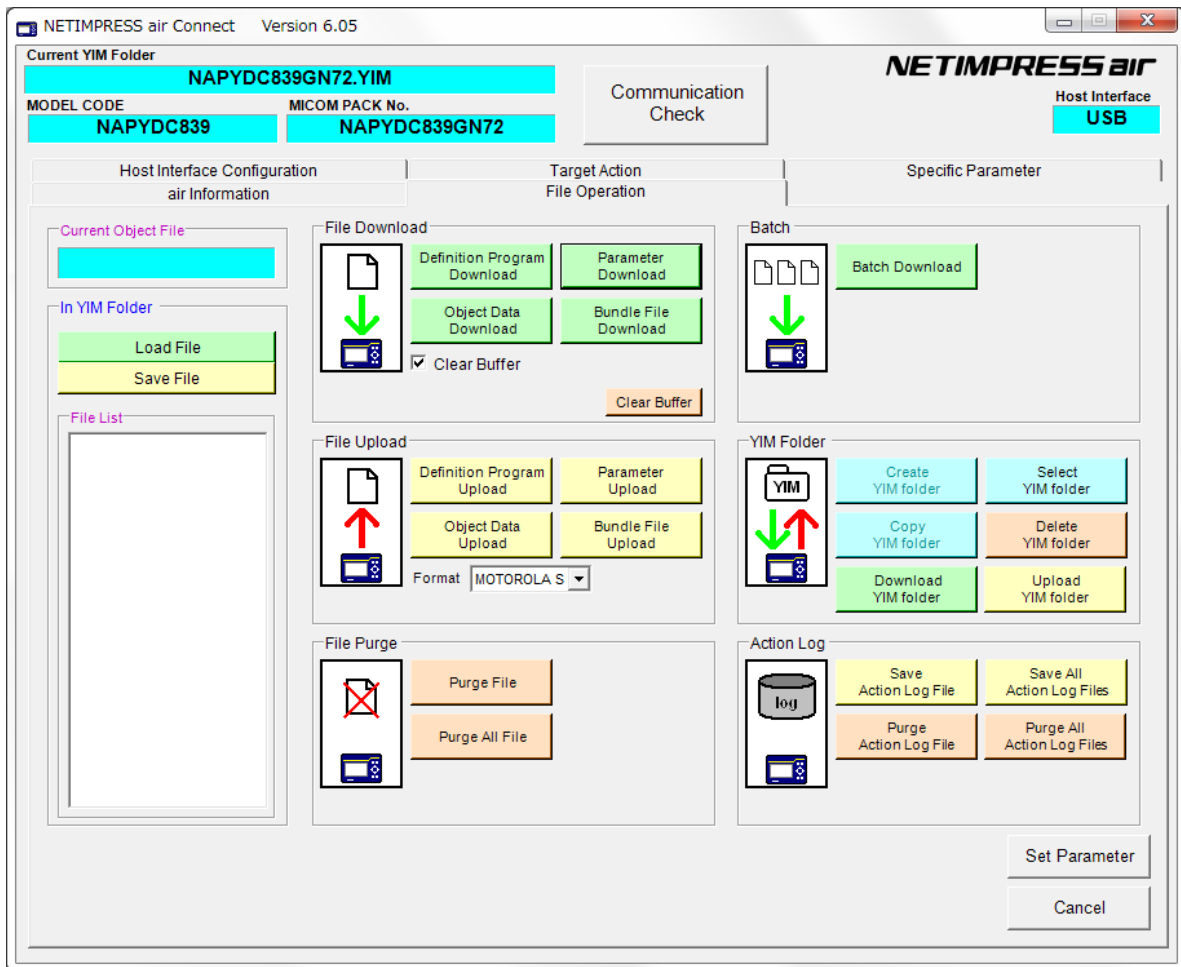 NETIMPRESS air Connect Version 6.05
Current YIM Folder
NAPYDC839GN72.YIM
MODEL CODE
MICOM PACK No.
NAPYDC839
NAPYDC839GN72
Communication
Check
NETIMPRESS air
Host Interface
USB
Host Interface Configuration
Target Action
Specific Parameter
air Information
File Operation
Current Object File
In YIM Folder
Load File
Save File
File List
File Download
Definition Program
Download
Parameter
Download
Object Data
Download
Bundle File
Download
Clear Buffer
Clear Buffer
File Upload
Definition Program
Upload
Parameter
Upload
Object Data
Upload
Bundle File
Upload
Format MOTOROLA S
File Purge
Purge File
Purge All File
Batch
Batch Download
YIM Folder
YIM
Create
YIM folder
Select
YIM folder
Copy
YIM folder
Delete
YIM folder
Download
YIM folder
Upload
YIM folder
Action Log
log
Save
Action Log File
Save All
Action Log Files
Purge
Action Log File
Purge All
Action Log Files
Set Parameter
Cancel